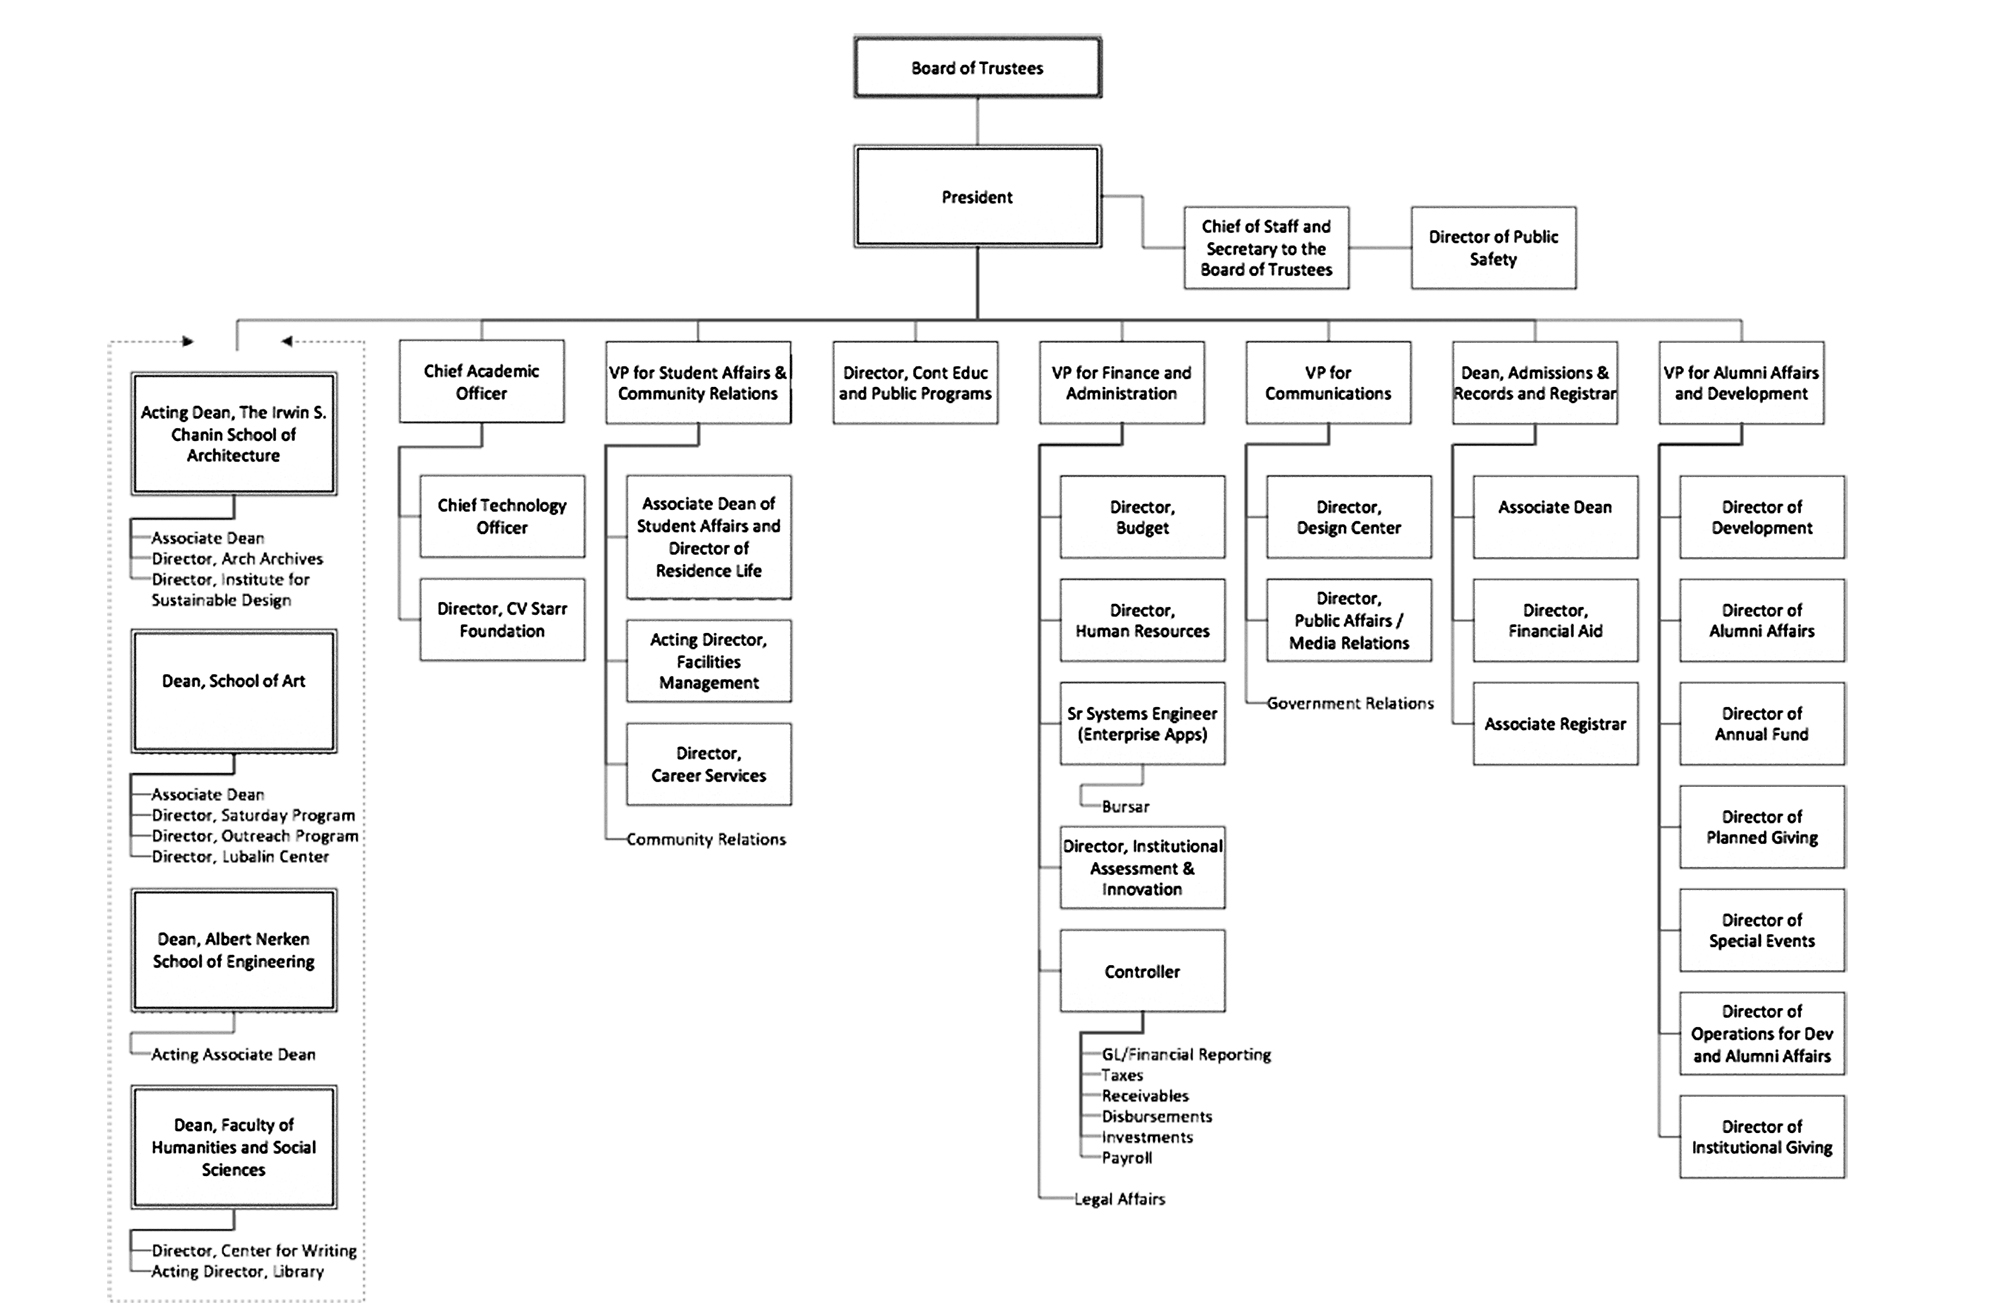 Board of Trustees
President
Chief of Staff and
Secretary to the
Board of Trustees
Director of Public
Safety
Acting Dean, The Irwin S.
Chanin School of
Architecture
Associate Dean
Director, Arch Archives
Director, Institute for
Sustainable Design
Dean, School of Art
Associate Dean
Director, Saturday Program
Director, Outreach Program
Director, Lubalin Center
Dean, Albert Nerken
School of Engineering
Acting Associate Dean
Dean, Faculty of
Humanities and Social
Sciences
Director, Center for Writing
Acting Director, Library
Chief Academic
Officer
Chief Technology
Officer
Director, CV Starr
Foundation
VP for Student Affairs &
Community Relations
Associate Dean of
Student Affairs and
Director of
Residence Life
Acting Director,
Facilities
Management
Director,
Career Services
Community Relations
Director, Cont Educ
and Public Programs
VP for Finance and
Administration
Director,
Budget
Director,
Human Resources
Sr Systems Engineer
(Enterprise Apps)
Bursar
Director, Institutional
Assessment &
Innovation
Controller
GL/Financial Reporting
Taxes
Receivables
Disbursements
Investments
Payroll
Legal Affairs
VP for
Communications
Director,
Design Center
Director,
Public Affairs /
Media Relations
Government Relations
Dean, Admissions &
Records and Registrar
Associate Dean
Director,
Financial Aid
Associate Registrar
VP for Alumni Affairs
and Development
Director of
Development
Director of
Alumni Affairs
Director of
Annual Fund
Director of
Planned Giving
Director of
Special Events
Director of
Operations for Dev
and Alumni Affairs
Director of
Institutional Giving